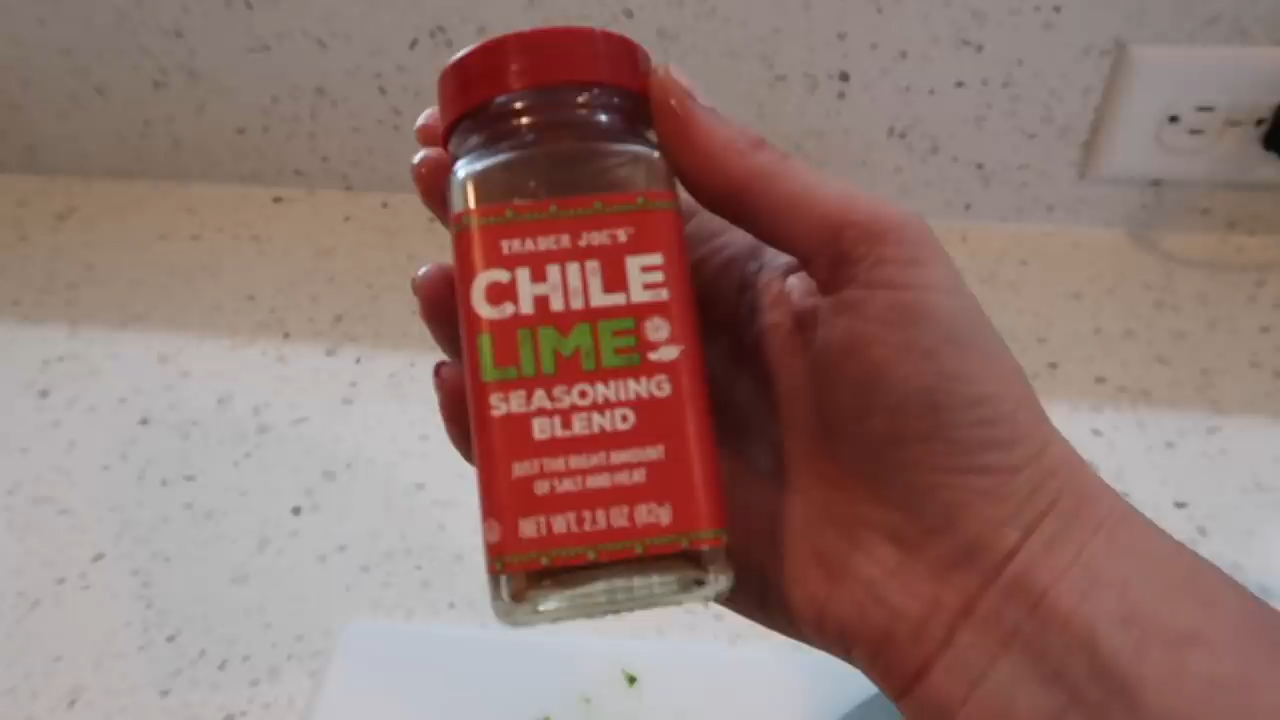 TRADER JOE'S
CHILE
LIME
SEASONING
BLEND
JUST THE RIGHT AMOUNT
OF SALT AND HEAT
NET WT. 2.9 OZ (82g)